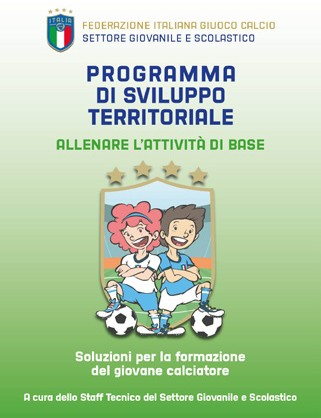 ITALIA
FEDERAZIONE ITALIANA GIUOCO CALCIO
SETTORE GIOVANILE E SCOLASTICO
PROGRAMMA
DI SVILUPPO
TERRITORIALE
ALLENARE L'ATTIVITÀ DI BASE
Soluzioni per la formazione
del giovane calciatore
A cura dello Staff Tecnico del Settore Giovanile e Scolastico